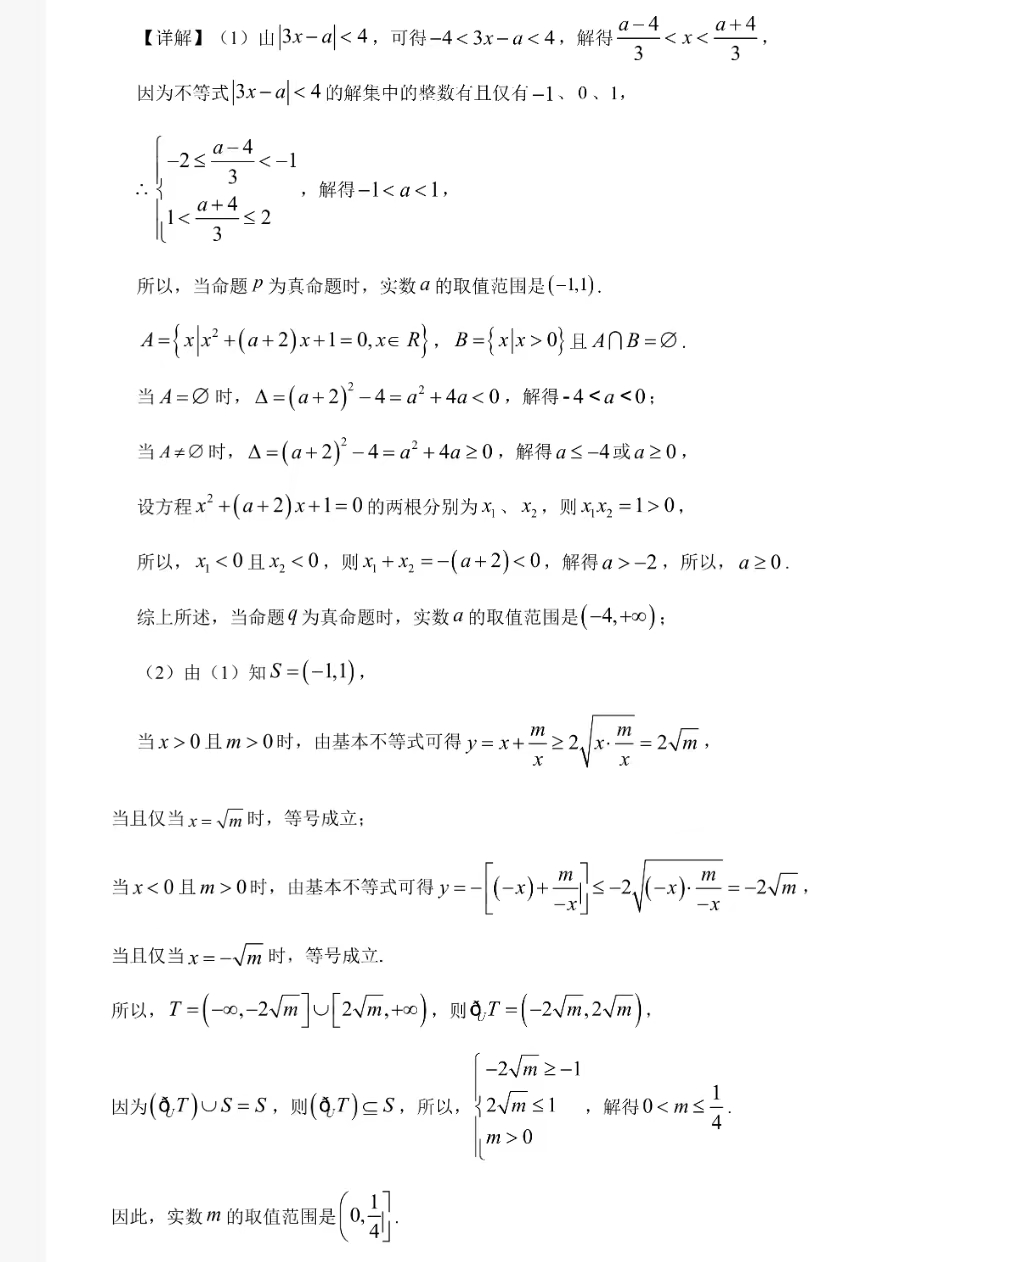 【详解】（1）山|3x−a|<4，可得−4<3x−a<4，解得(a−4)/3<x<(a+4)/3，
因为不等式|3x−a|<4的解集中的整数有且仅有−1、0、1，
∴{−2≤(a−4)/3<−1
1<(a+4)/3≤2 ，解得−1<a<1，
所以，当命题p为真命题时，实数a的取值范围是(−1,1).
A={x|x²+(a+2)x+1=0,x∈R}，B={x|x>0}且A∩B=∅.
当A=∅时，Δ=(a+2)²−4=a²+4a<0，解得-4<a<0；
当A≠∅时，Δ=(a+2)²−4=a²+4a≥0，解得a≤−4或a≥0，
设方程x²+(a+2)x+1=0的两根分别为x₁、x₂，则x₁x₂=1>0，
所以，x₁<0且x₂<0，则x₁+x₂=−(a+2)<0，解得a>−2，所以，a≥0.
综上所述，当命题q为真命题时，实数a的取值范围是(−4,+∞)；
（2）由（1）知S=(−1,1)，
当x>0且m>0时，由基本不等式可得y=x+m/x≥2√(x·m/x)=2√m，
当且仅当x=√m时，等号成立；
当x<0且m>0时，由基本不等式可得y=−[(−x)+m/(−x)]≤−2√((−x)·m/(−x))=−2√m，
当且仅当x=−√m时，等号成立.
所以，T=(−∞,−2√m]∪[2√m,+∞)，则ð_U T=(−2√m,2√m)，
因为(ð_U T)∪S=S，则(ð_U T)⊆S，所以，{−2√m≥−1
2√m≤1
m>0 ，解得0<m≤1/4.
因此，实数m的取值范围是(0,1/4].